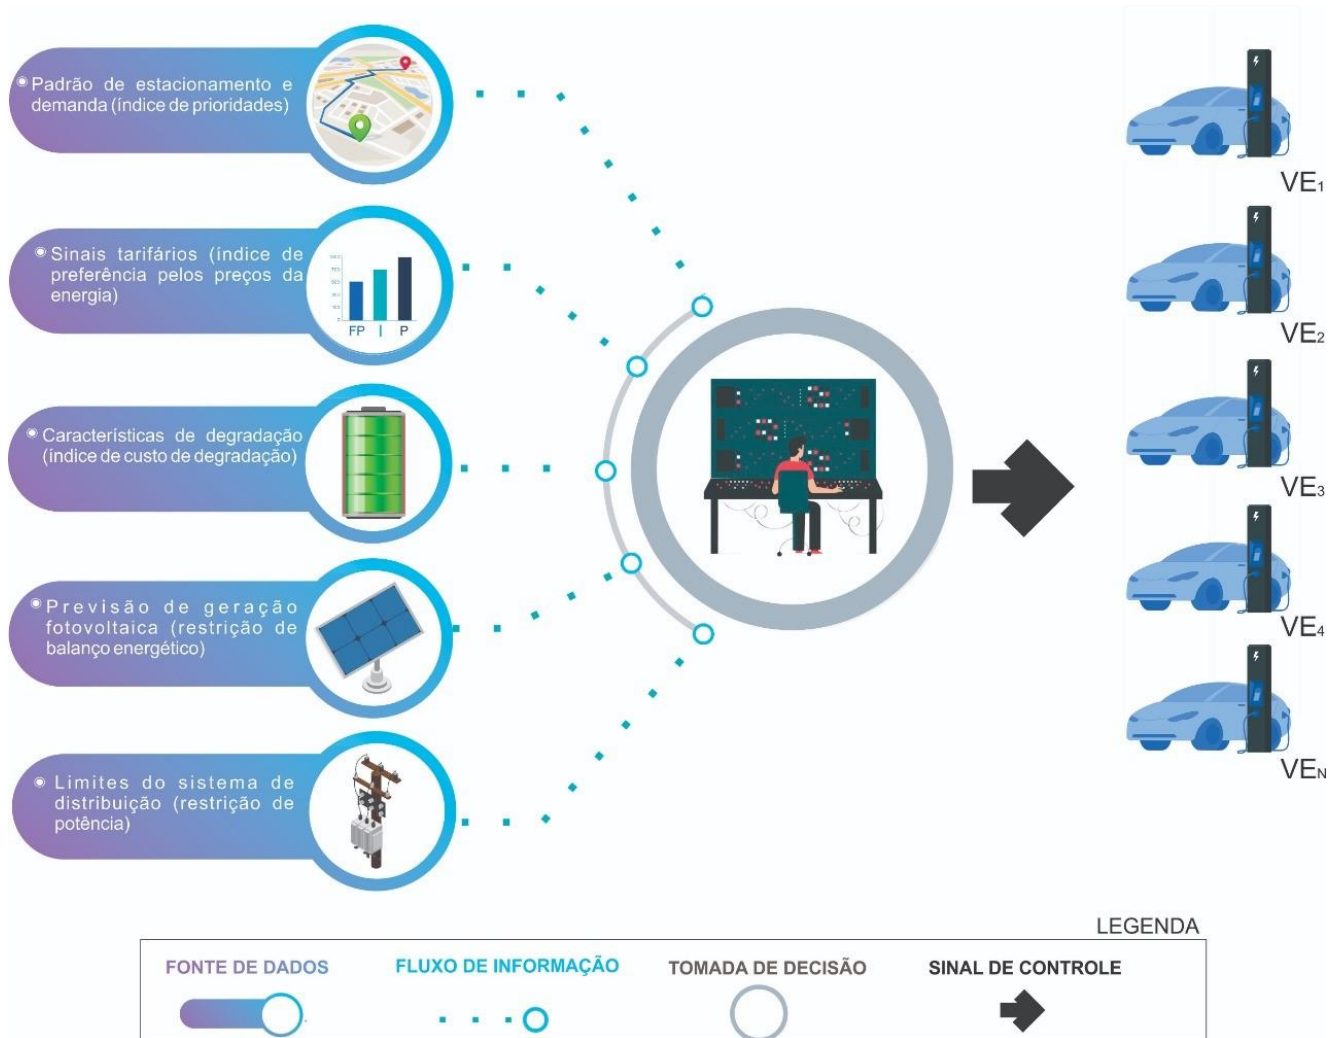 Padrão de estacionamento e
demanda (índice de prioridades)
Sinais tarifários (índice de
preferência pelos preços da
energia)
FP I P
Características de degradação
(índice de custo de degradação)
Previsão de geração
fotovoltaica (restrição de
balanço energético)
Limites do sistema de
distribuição (restrição de
potência)
VE1
VE2
VE3
VE4
VEN
LEGENDA
FONTE DE DADOS
FLUXO DE INFORMAÇÃO
TOMADA DE DECISÃO
SINAL DE CONTROLE